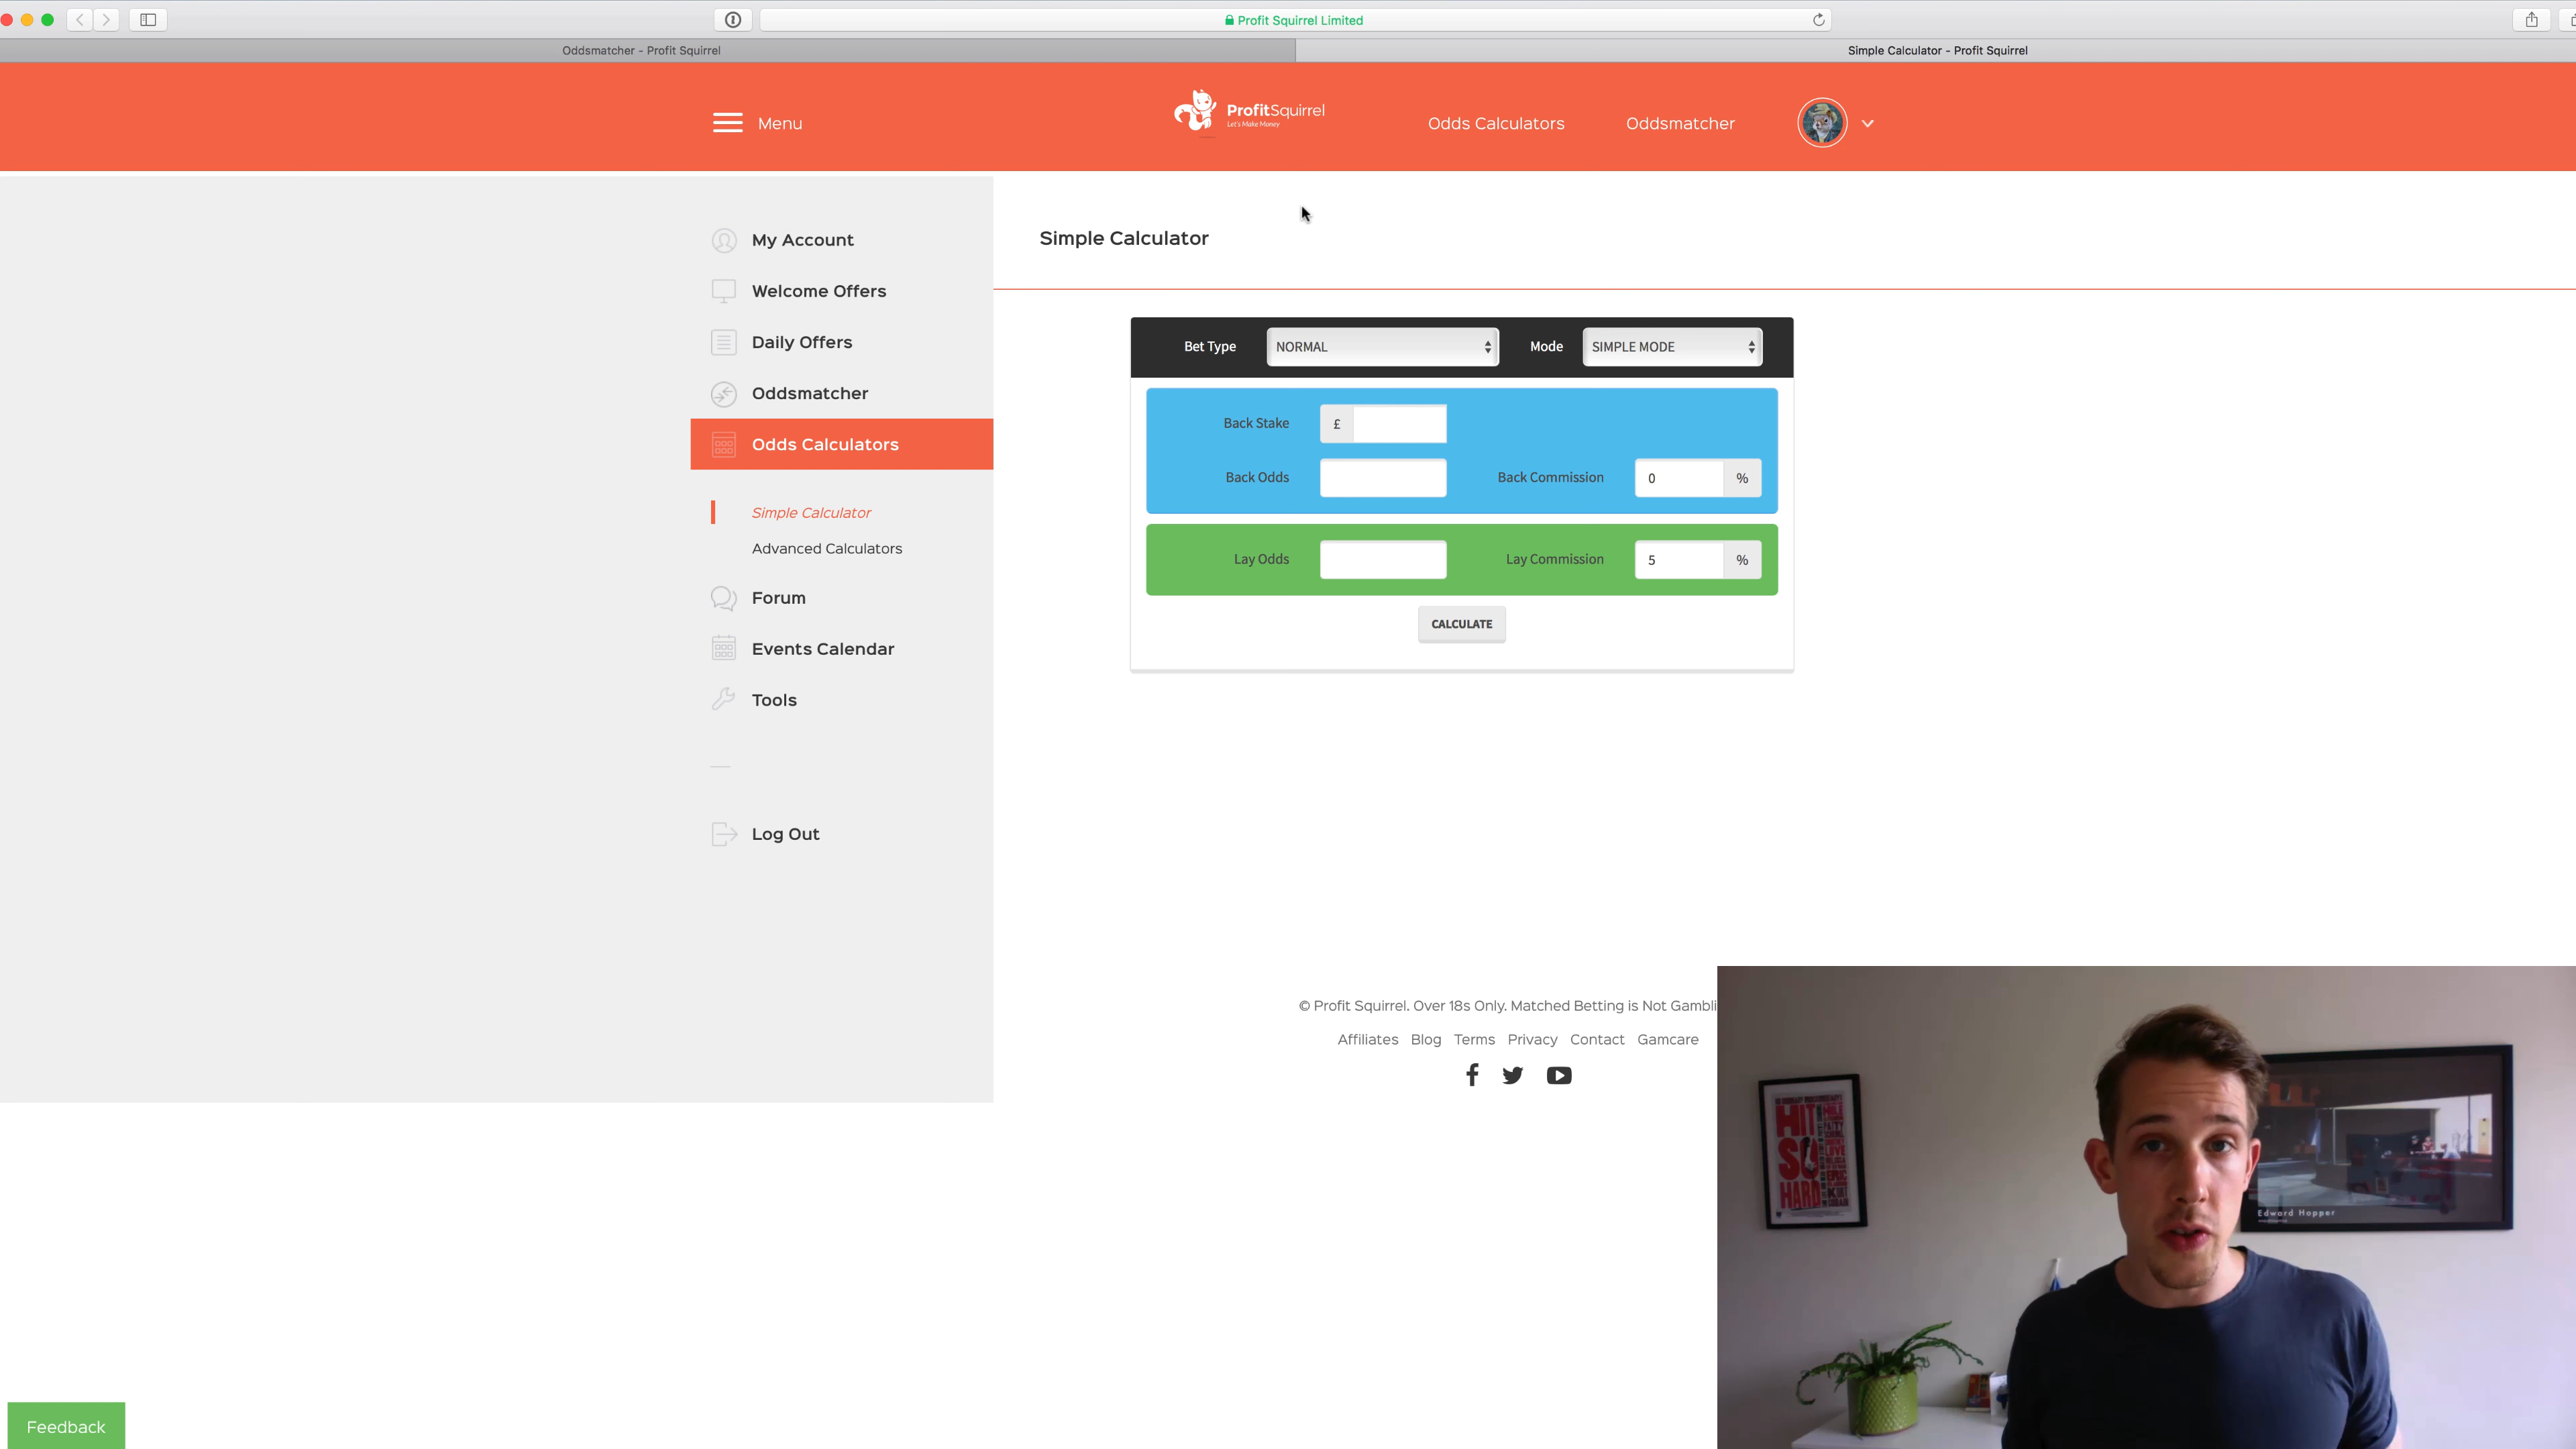 Profit Squirrel Limited
Oddsmatcher - Profit Squirrel
Simple Calculator - Profit Squirrel
Menu
ProfitSquirrel
Let's Make Money
Odds Calculators
Oddsmatcher
My Account
Welcome Offers
Daily Offers
Oddsmatcher
Odds Calculators
Simple Calculator
Advanced Calculators
Forum
Events Calendar
Tools
Log Out
Simple Calculator
Bet Type NORMAL Mode SIMPLE MODE
Back Stake £
Back Odds Back Commission 0 %
Lay Odds Lay Commission 5 %
CALCULATE
© Profit Squirrel. Over 18s Only. Matched Betting is Not Gambli
Affiliates Blog Terms Privacy Contact Gamcare
HIT
SO
HARD
Edward Hopper
Feedback